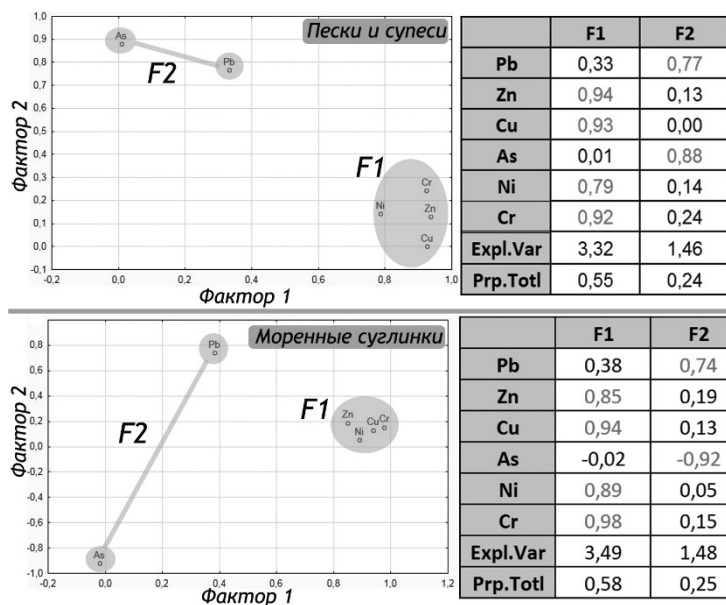 Пески и супеси
1,0
0,9
0,8
0,7
0,6
0,5
0,4
0,3
0,2
0,1
0,0
-0,1
Фактор 2
As
Pb
F2
F1
Cr
Ni
Zn
Cu
-0,2 0,0 0,2 0,4 0,6 0,8 1,0
Фактор 1
F1 F2
Pb 0,33 0,77
Zn 0,94 0,13
Cu 0,93 0,00
As 0,01 0,88
Ni 0,79 0,14
Cr 0,92 0,24
Expl.Var 3,32 1,46
Prp.Totl 0,55 0,24
Моренные суглинки
0,8
0,6
0,4
0,2
0,0
-0,2
-0,4
-0,6
-0,8
-1,0
Фактор 2
Pb
F1
Zn
Cu Cr
Ni
F2
As
-0,2 0,0 0,2 0,4 0,6 0,8 1,0 1,2
Фактор 1
F1 F2
Pb 0,38 0,74
Zn 0,85 0,19
Cu 0,94 0,13
As -0,02 -0,92
Ni 0,89 0,05
Cr 0,98 0,15
Expl.Var 3,49 1,48
Prp.Totl 0,58 0,25